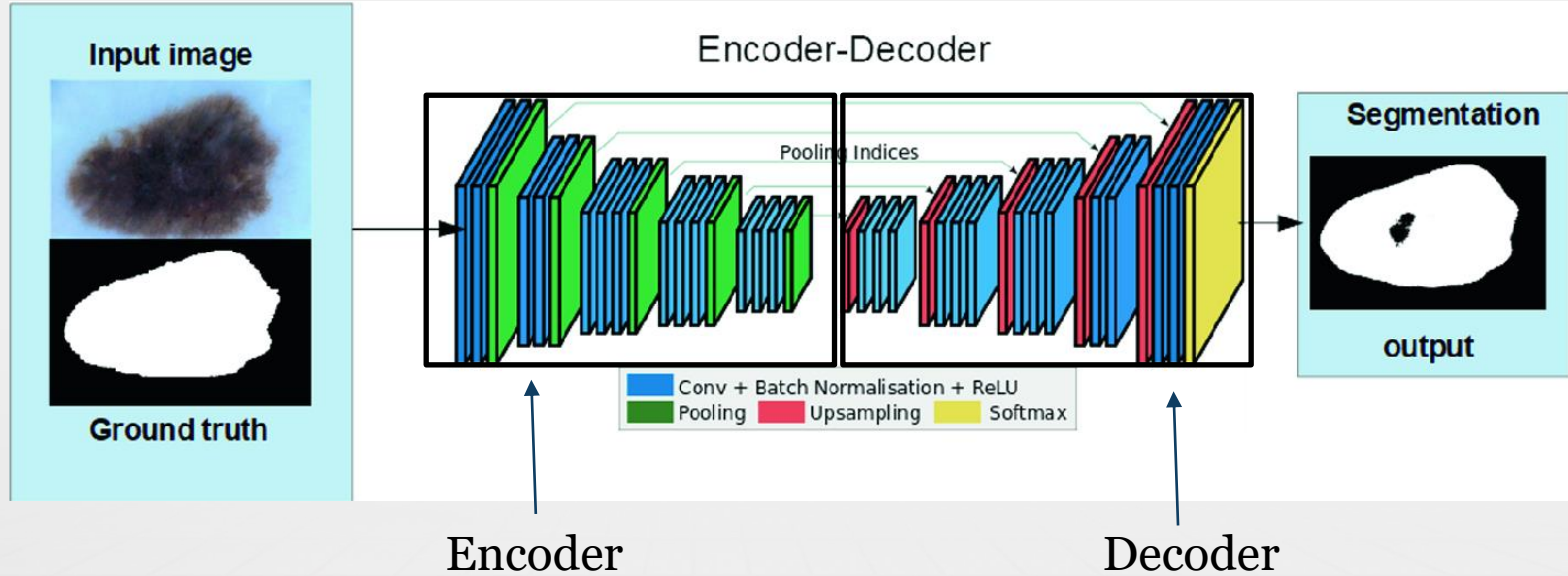 Input image
Ground truth
Encoder-Decoder
Pooling Indices
Conv + Batch Normalisation + ReLU
Pooling Upsampling Softmax
Segmentation
output
Encoder
Decoder